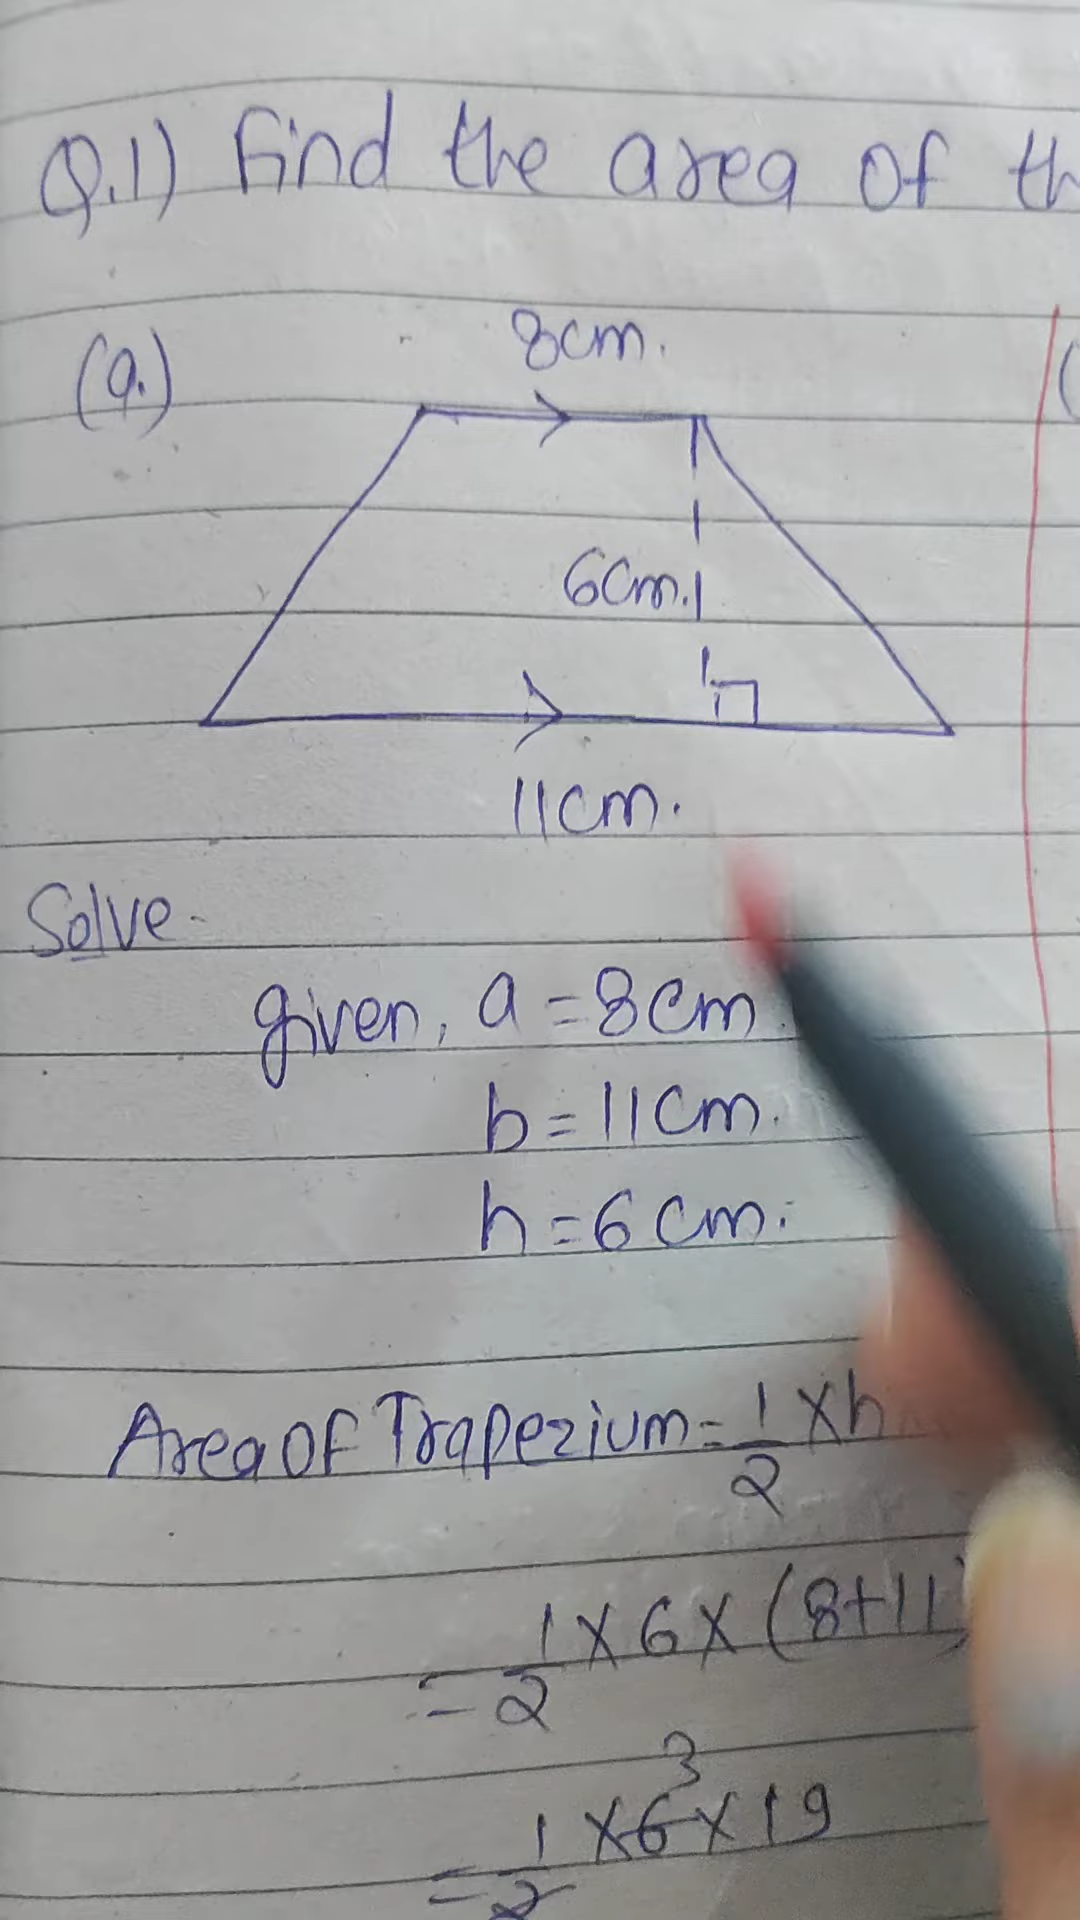 Q.1) Find the area of th
(a.)
8cm.
6cm.
11cm.
Solve-
given, a = 8cm.
b = 11cm.
h = 6cm.
Area Of Trapezium = 1/2 × h
= 1/2 × 6 × (8+11)
3
= 1/2 × 6 × 19